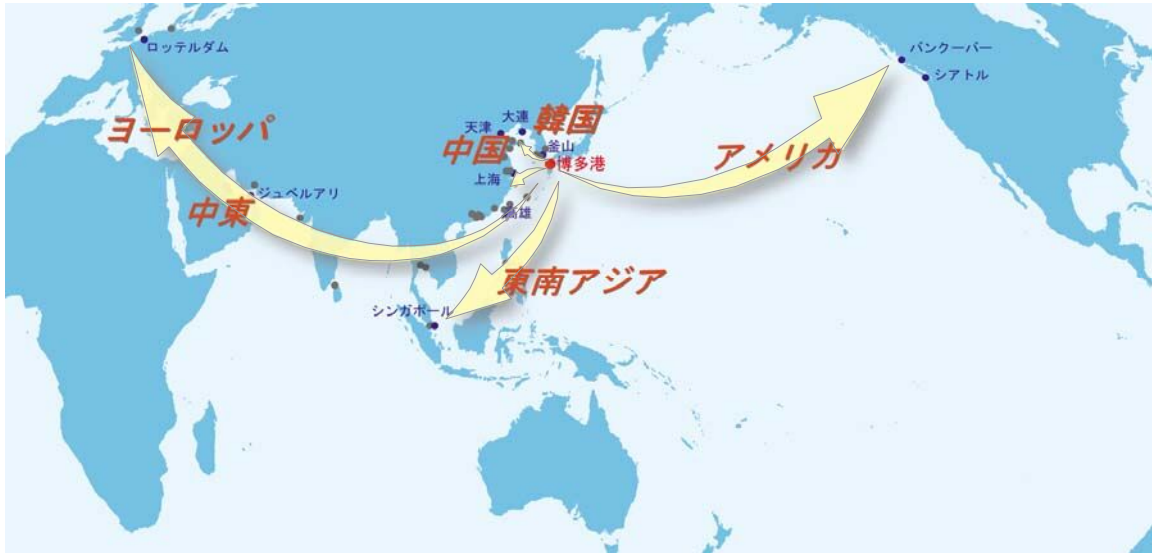 ロッテルダム
バンクーバー
シアトル
ヨーロッパ
天津
大連
韓国
中国
釜山
博多港
アメリカ
上海
ジュベルアリ
中東
高雄
東南アジア
シンガポール